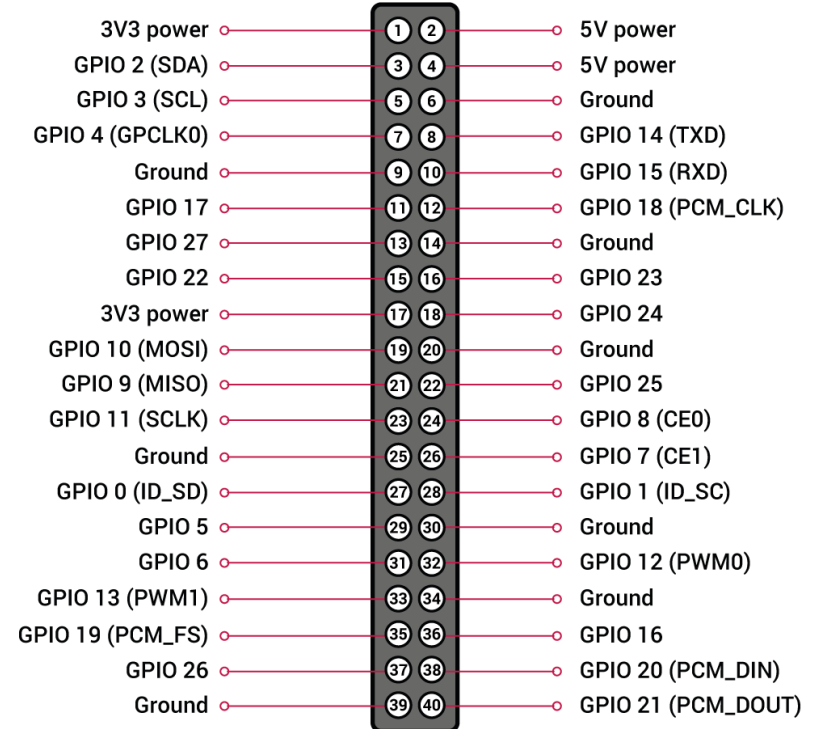 3V3 power 1 2 5V power
GPIO 2 (SDA) 3 4 5V power
GPIO 3 (SCL) 5 6 Ground
GPIO 4 (GPCLK0) 7 8 GPIO 14 (TXD)
Ground 9 10 GPIO 15 (RXD)
GPIO 17 11 12 GPIO 18 (PCM_CLK)
GPIO 27 13 14 Ground
GPIO 22 15 16 GPIO 23
3V3 power 17 18 GPIO 24
GPIO 10 (MOSI) 19 20 Ground
GPIO 9 (MISO) 21 22 GPIO 25
GPIO 11 (SCLK) 23 24 GPIO 8 (CE0)
Ground 25 26 GPIO 7 (CE1)
GPIO 0 (ID_SD) 27 28 GPIO 1 (ID_SC)
GPIO 5 29 30 Ground
GPIO 6 31 32 GPIO 12 (PWM0)
GPIO 13 (PWM1) 33 34 Ground
GPIO 19 (PCM_FS) 35 36 GPIO 16
GPIO 26 37 38 GPIO 20 (PCM_DIN)
Ground 39 40 GPIO 21 (PCM_DOUT)